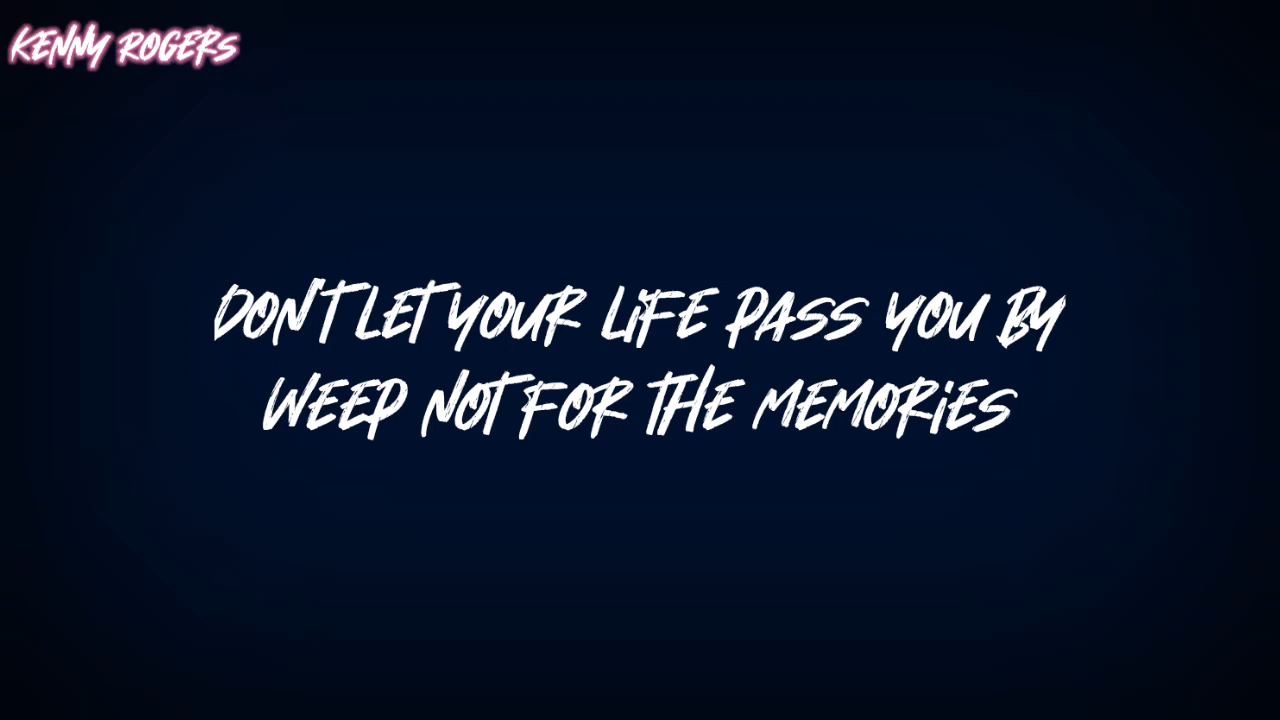 KENNY ROGERS
DON'T LET YOUR LIFE PASS YOU BY
WEEP NOT FOR THE MEMORIES